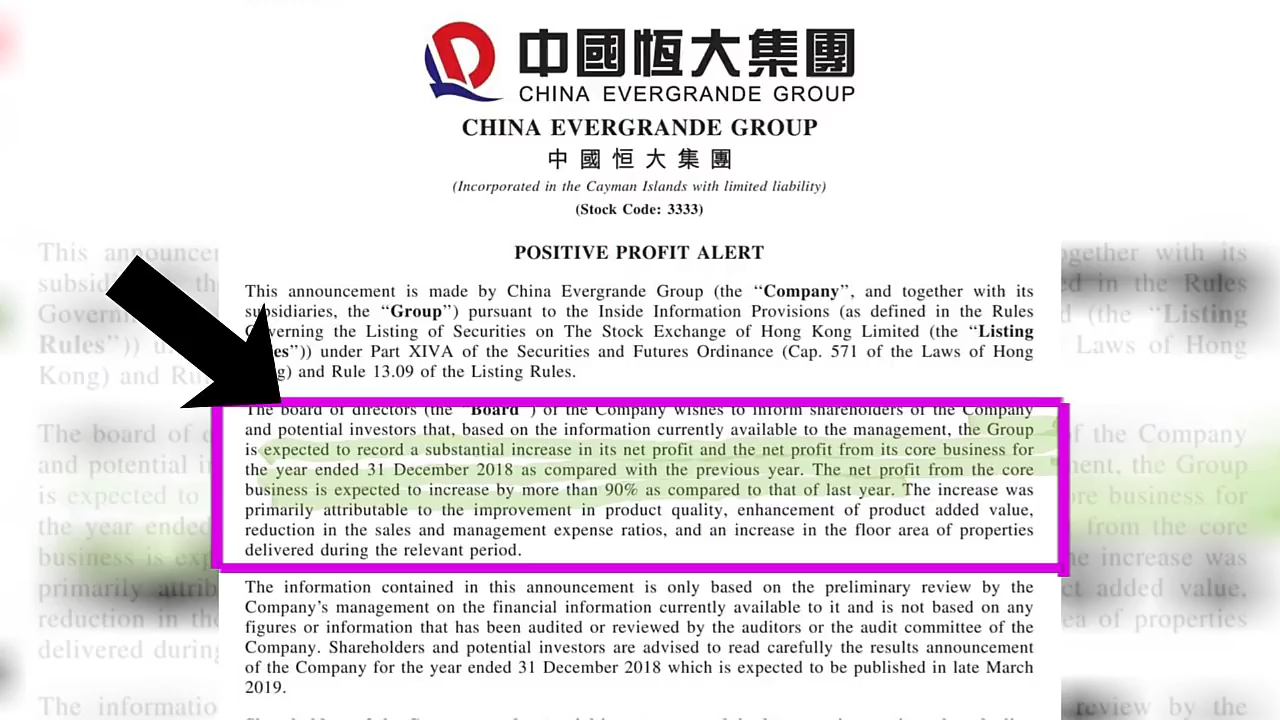 中國恒大集團
CHINA EVERGRANDE GROUP
CHINA EVERGRANDE GROUP
中國恒大集團
(Incorporated in the Cayman Islands with limited liability)
(Stock Code: 3333)
POSITIVE PROFIT ALERT
This announcement is made by China Evergrande Group (the “Company”, and together with its
subsidiaries, the “Group”) pursuant to the Inside Information Provisions (as defined in the Rules
verning the Listing of Securities on The Stock Exchange of Hong Kong Limited (the “Listing
es”)) under Part XIVA of the Securities and Futures Ordinance (Cap. 571 of the Laws of Hong
g) and Rule 13.09 of the Listing Rules.
The board of directors (the “Board”) of the Company wishes to inform shareholders of the Company
and potential investors that, based on the information currently available to the management, the Group
is expected to record a substantial increase in its net profit and the net profit from its core business for
the year ended 31 December 2018 as compared with the previous year. The net profit from the core
business is expected to increase by more than 90% as compared to that of last year. The increase was
primarily attributable to the improvement in product quality, enhancement of product added value,
reduction in the sales and management expense ratios, and an increase in the floor area of properties
delivered during the relevant period.
The information contained in this announcement is only based on the preliminary review by the
Company’s management on the financial information currently available to it and is not based on any
figures or information that has been audited or reviewed by the auditors or the audit committee of the
Company. Shareholders and potential investors are advised to read carefully the results announcement
of the Company for the year ended 31 December 2018 which is expected to be published in late March
2019.